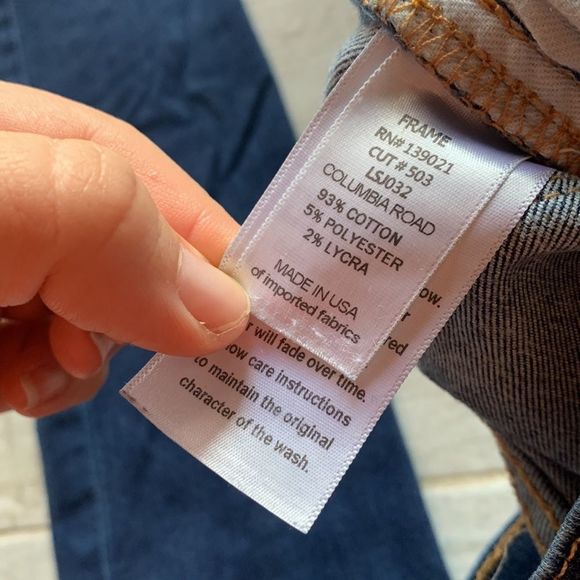 FRAME
RN# 139021
CUT # 503
LSJ032
COLUMBIA ROAD
93% COTTON
5% POLYESTER
2% LYCRA
MADE IN USA
of imported fabrics
will fade over time.
care instructions
to maintain the original
character of the wash.